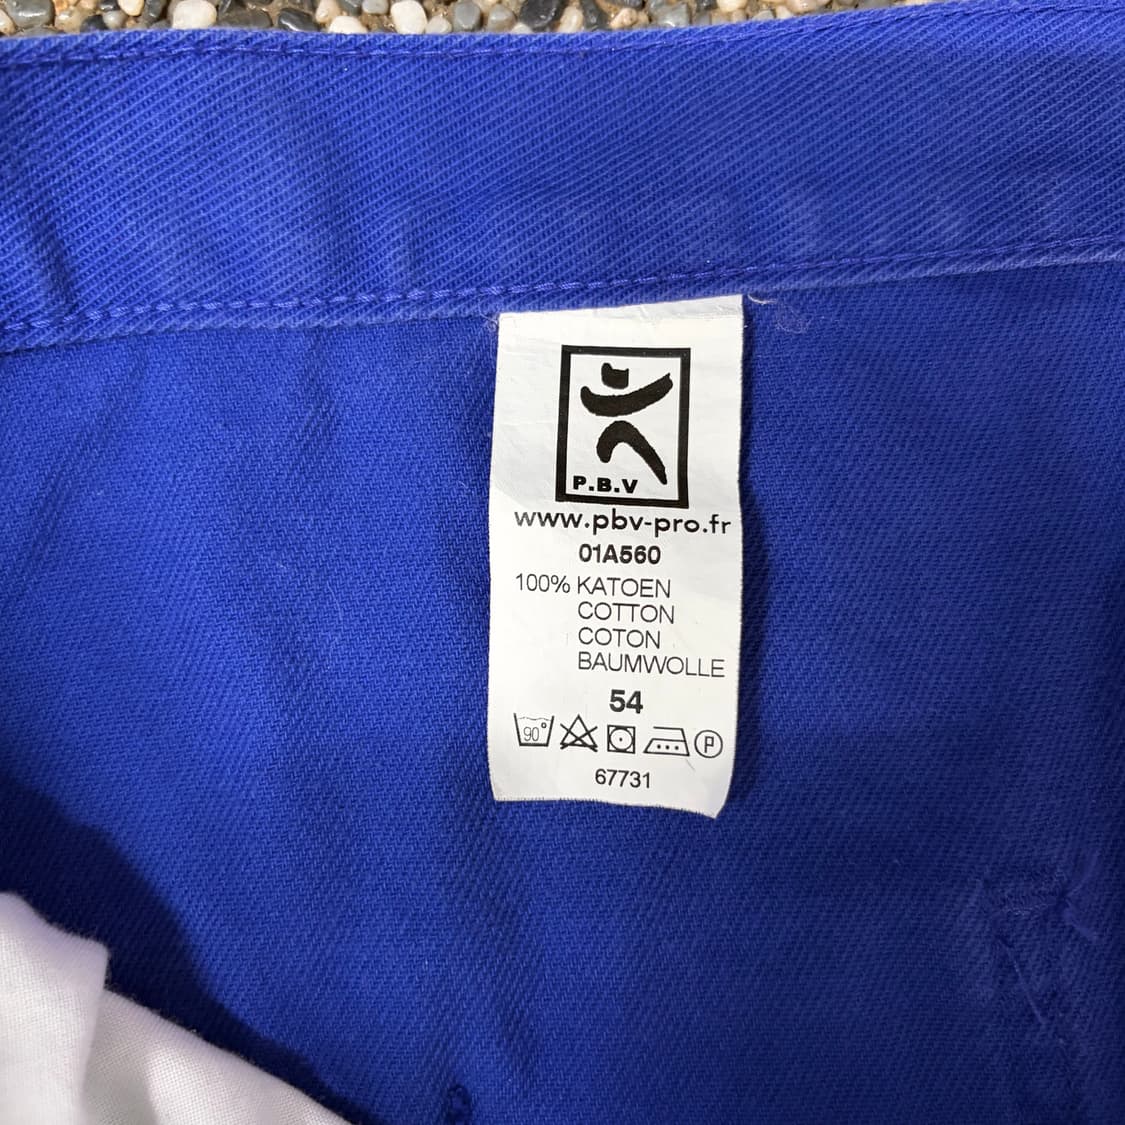 P.B.V
www.pbv-pro.fr
01A560
100% KATOEN
COTTON
COTON
BAUMWOLLE
54
90° P
67731